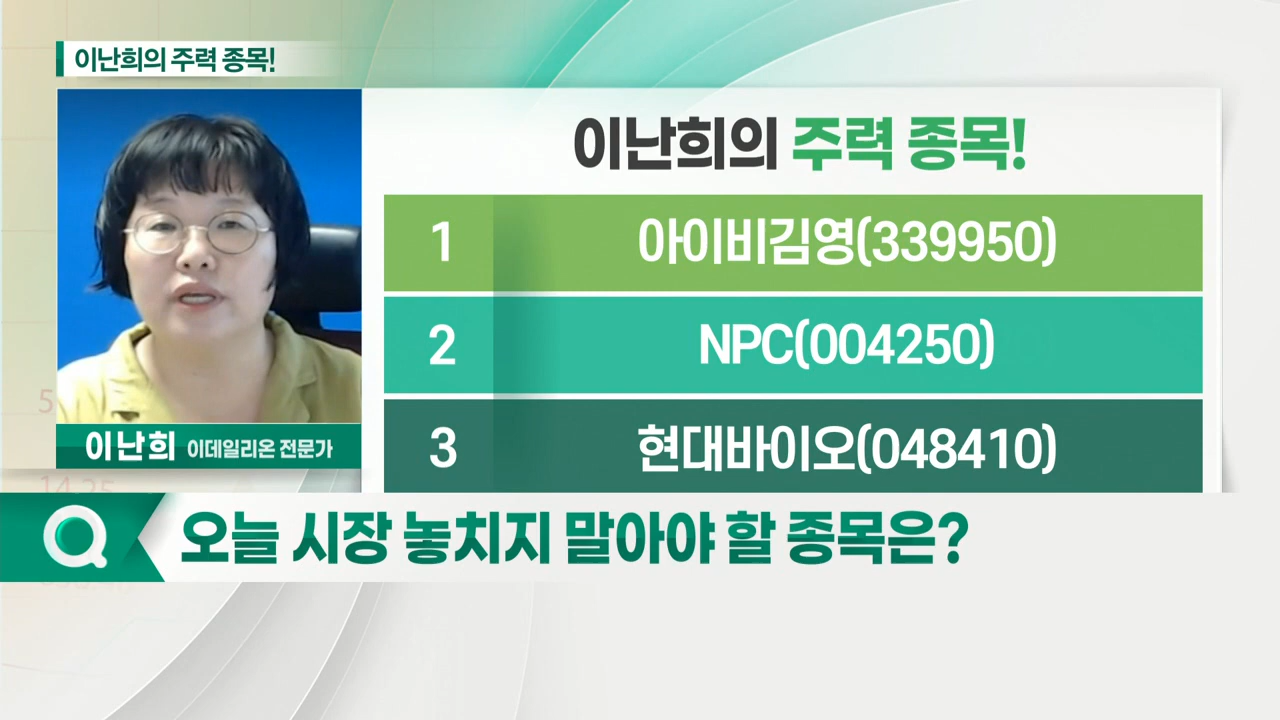 이난희의 주력 종목!
이난희의 주력 종목!
1 아이비김영(339950)
2 NPC(004250)
3 현대바이오(048410)
이난희 이데일리온 전문가
14.25
오늘 시장 놓치지 말아야 할 종목은?